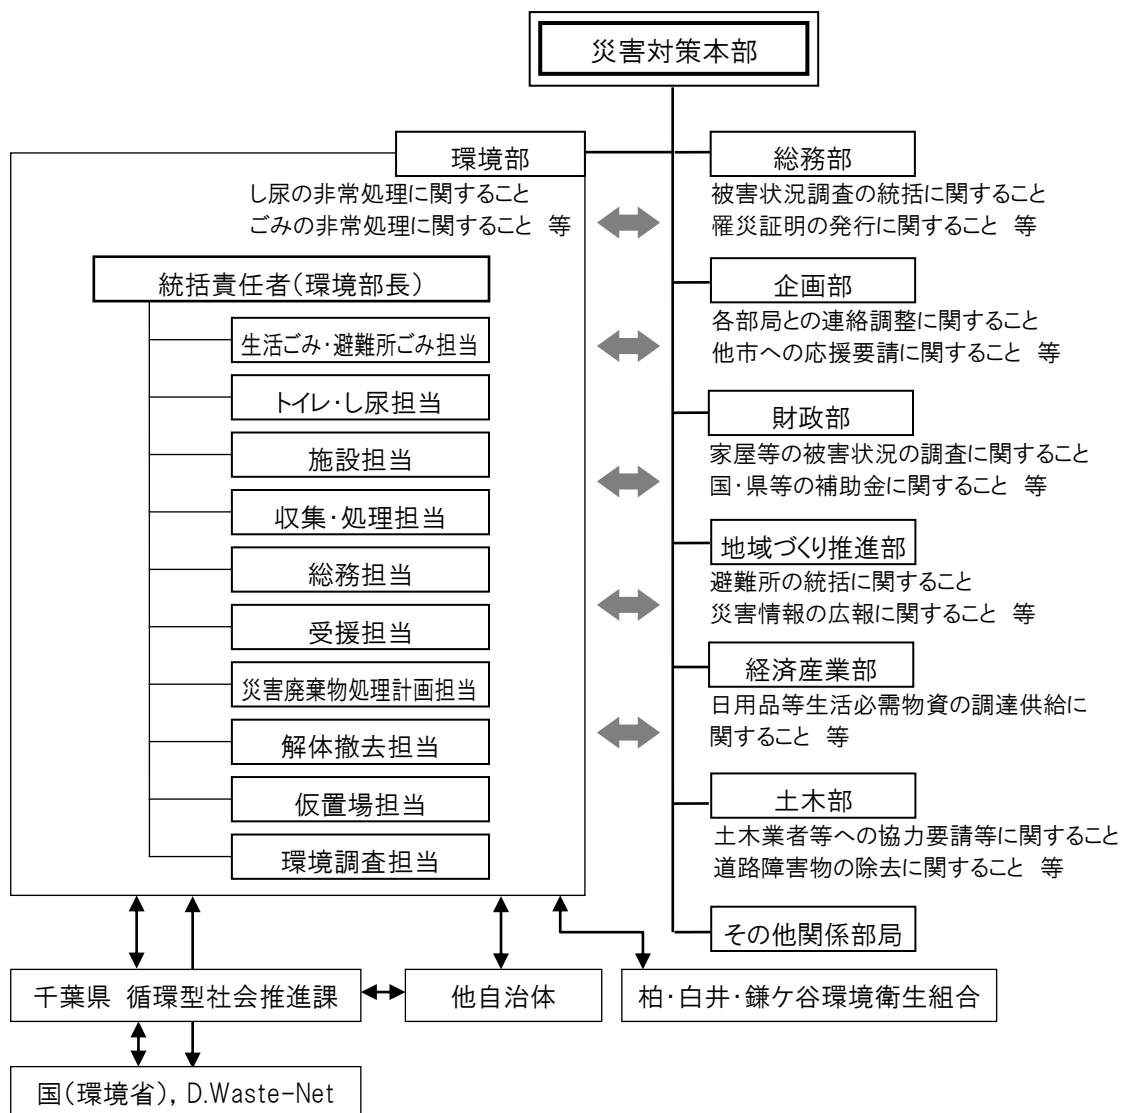 災害対策本部
環境部
し尿の非常処理に関すること
ごみの非常処理に関すること 等
統括責任者(環境部長)
生活ごみ・避難所ごみ担当
トイレ・し尿担当
施設担当
収集・処理担当
総務担当
受援担当
災害廃棄物処理計画担当
解体撤去担当
仮置場担当
環境調査担当
総務部
被害状況調査の統括に関すること
罹災証明の発行に関すること 等
企画部
各部局との連絡調整に関すること
他市への応援要請に関すること 等
財政部
家屋等の被害状況の調査に関すること
国・県等の補助金に関すること 等
地域づくり推進部
避難所の統括に関すること
災害情報の広報に関すること 等
経済産業部
日用品等生活必需物資の調達供給に
関すること 等
土木部
土木業者等への協力要請等に関すること
道路障害物の除去に関すること 等
その他関係部局
千葉県 循環型社会推進課
他自治体
柏・白井・鎌ケ谷環境衛生組合
国(環境省), D.Waste-Net